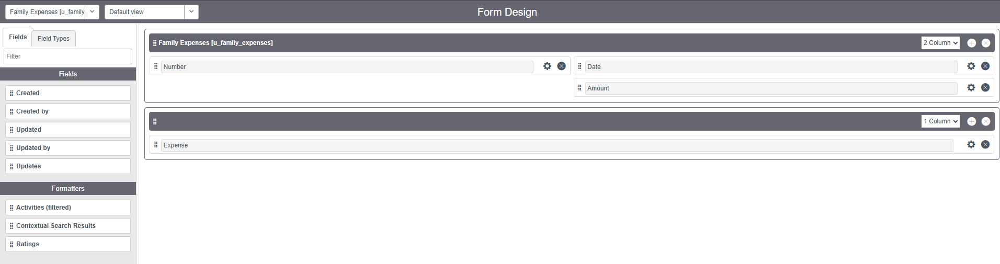 Family Expenses [u_family
Default view
Form Design
Fields
Field Types
Filter
Fields
Created
Created by
Updated
Updated by
Updates
Formatters
Activities (filtered)
Contextual Search Results
Ratings
Family Expenses [u_family_expenses]
2 Column
Number
Date
Amount
1 Column
Expense